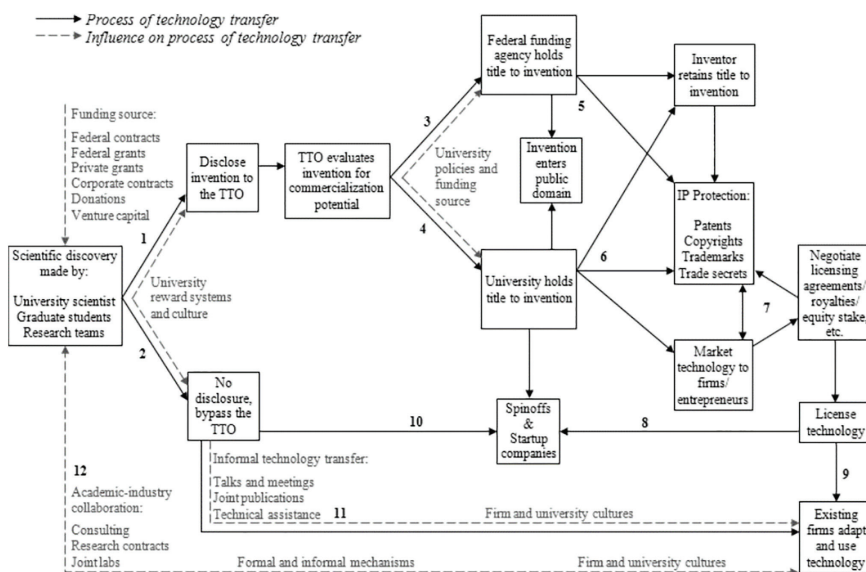 Process of technology transfer
Influence on process of technology transfer
Funding source:
Federal contracts
Federal grants
Private grants
Corporate contracts
Donations
Venture capital
Scientific discovery
made by:
University scientist
Graduate students
Research teams
1
2
University
reward systems
and culture
Disclose
invention to
the TTO
TTO evaluates
invention for
commercialization
potential
3
4
University
policies and
funding
source
Federal funding
agency holds
title to invention
5
Invention
enters
public
domain
University holds
title to invention
6
Inventor
retains title to
invention
IP Protection:
Patents
Copyrights
Trademarks
Trade secrets
7
Negotiate
licensing
agreements/
royalties/
equity stake,
etc.
Market
technology to
firms/
entrepreneurs
No
disclosure,
bypass the
TTO
10
Spinoffs
&
Startup
companies
8
License
technology
9
Informal technology transfer:
Talks and meetings
Joint publications
Technical assistance
11
Firm and university cultures
12
Academic-industry
collaboration:
Consulting
Research contracts
Joint labs
Formal and informal mechanisms
Firm and university cultures
Existing
firms adapt
and use
technology